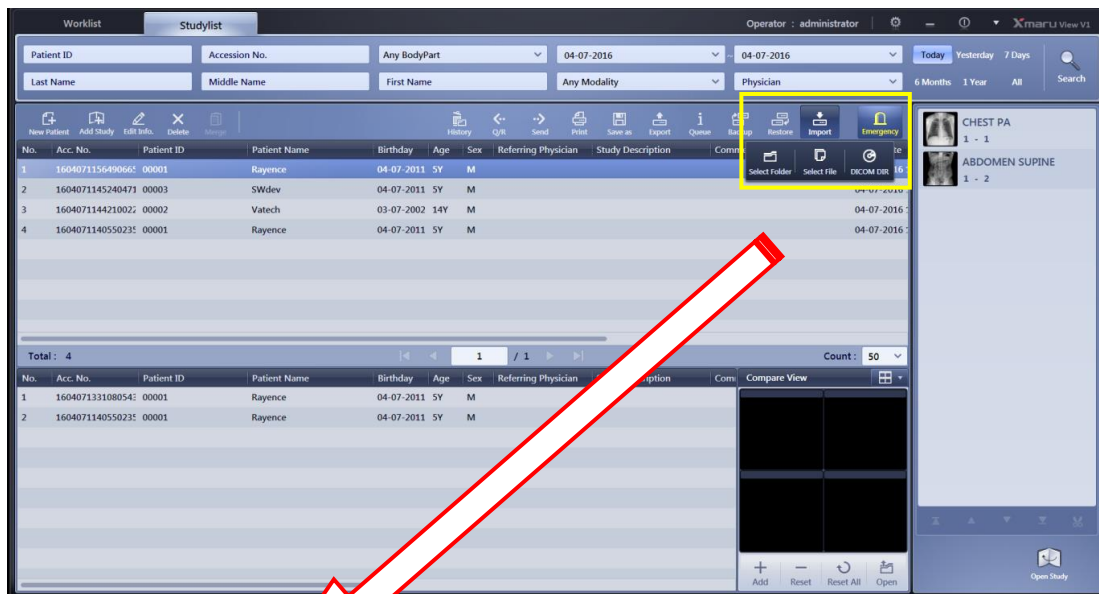 Worklist Studylist Operator : administrator Xmaru View V1
Patient ID Accession No. Any BodyPart 04-07-2016 ~ 04-07-2016 Today Yesterday 7 Days
Last Name Middle Name First Name Any Modality Physician 6 Months 1 Year All Search
New Patient Add Study Edit Info. Delete Merge History Q/R Send Print Save as Export Queue Backup Restore Import Emergency
No. Acc. No. Patient ID Patient Name Birthday Age Sex Referring Physician Study Description
Select Folder Select File DICOM DIR
1 00001 Rayence 04-07-2011 5Y M
2 1604071145240471 00003 SWdev 04-07-2011 5Y M 04-07-2016
3 00002 Vatech 03-07-2002 14Y M 04-07-2016
4 00001 Rayence 04-07-2011 5Y M 04-07-2016
Total : 4 1 / 1 Count : 50
No. Acc. No. Patient ID Patient Name Birthday Age Sex Referring Physician Compare View
1 00001 Rayence 04-07-2011 5Y M
2 00001 Rayence 04-07-2011 5Y M
Add Reset Reset All Open
CHEST PA
1 - 1
ABDOMEN SUPINE
1 - 2
Open Study